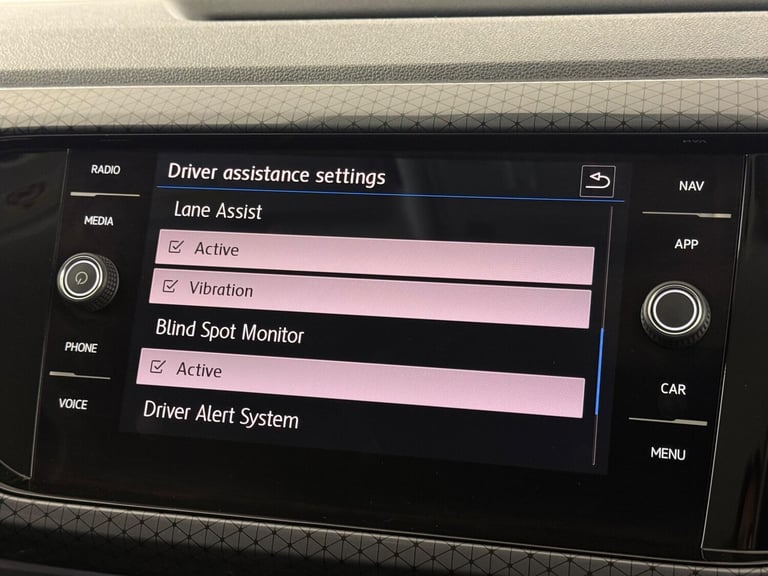 RADIO
MEDIA
PHONE
VOICE
Driver assistance settings
Lane Assist
Active
Vibration
Blind Spot Monitor
Active
Driver Alert System
NAV
APP
CAR
MENU